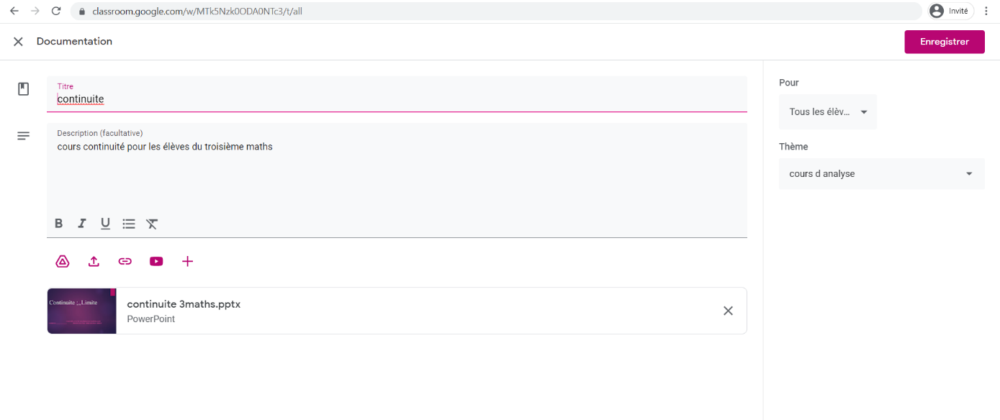 classroom.google.com/w/MTk5Nzk0ODA0NTc3/t/all
Invité
Documentation
Enregistrer
Titre
continuite
Description (facultative)
cours continuité pour les élèves du troisième maths
B I U
Pour
Tous les élèv...
Thème
cours d analyse
Continuite ; Limite
continuite 3maths.pptx
PowerPoint